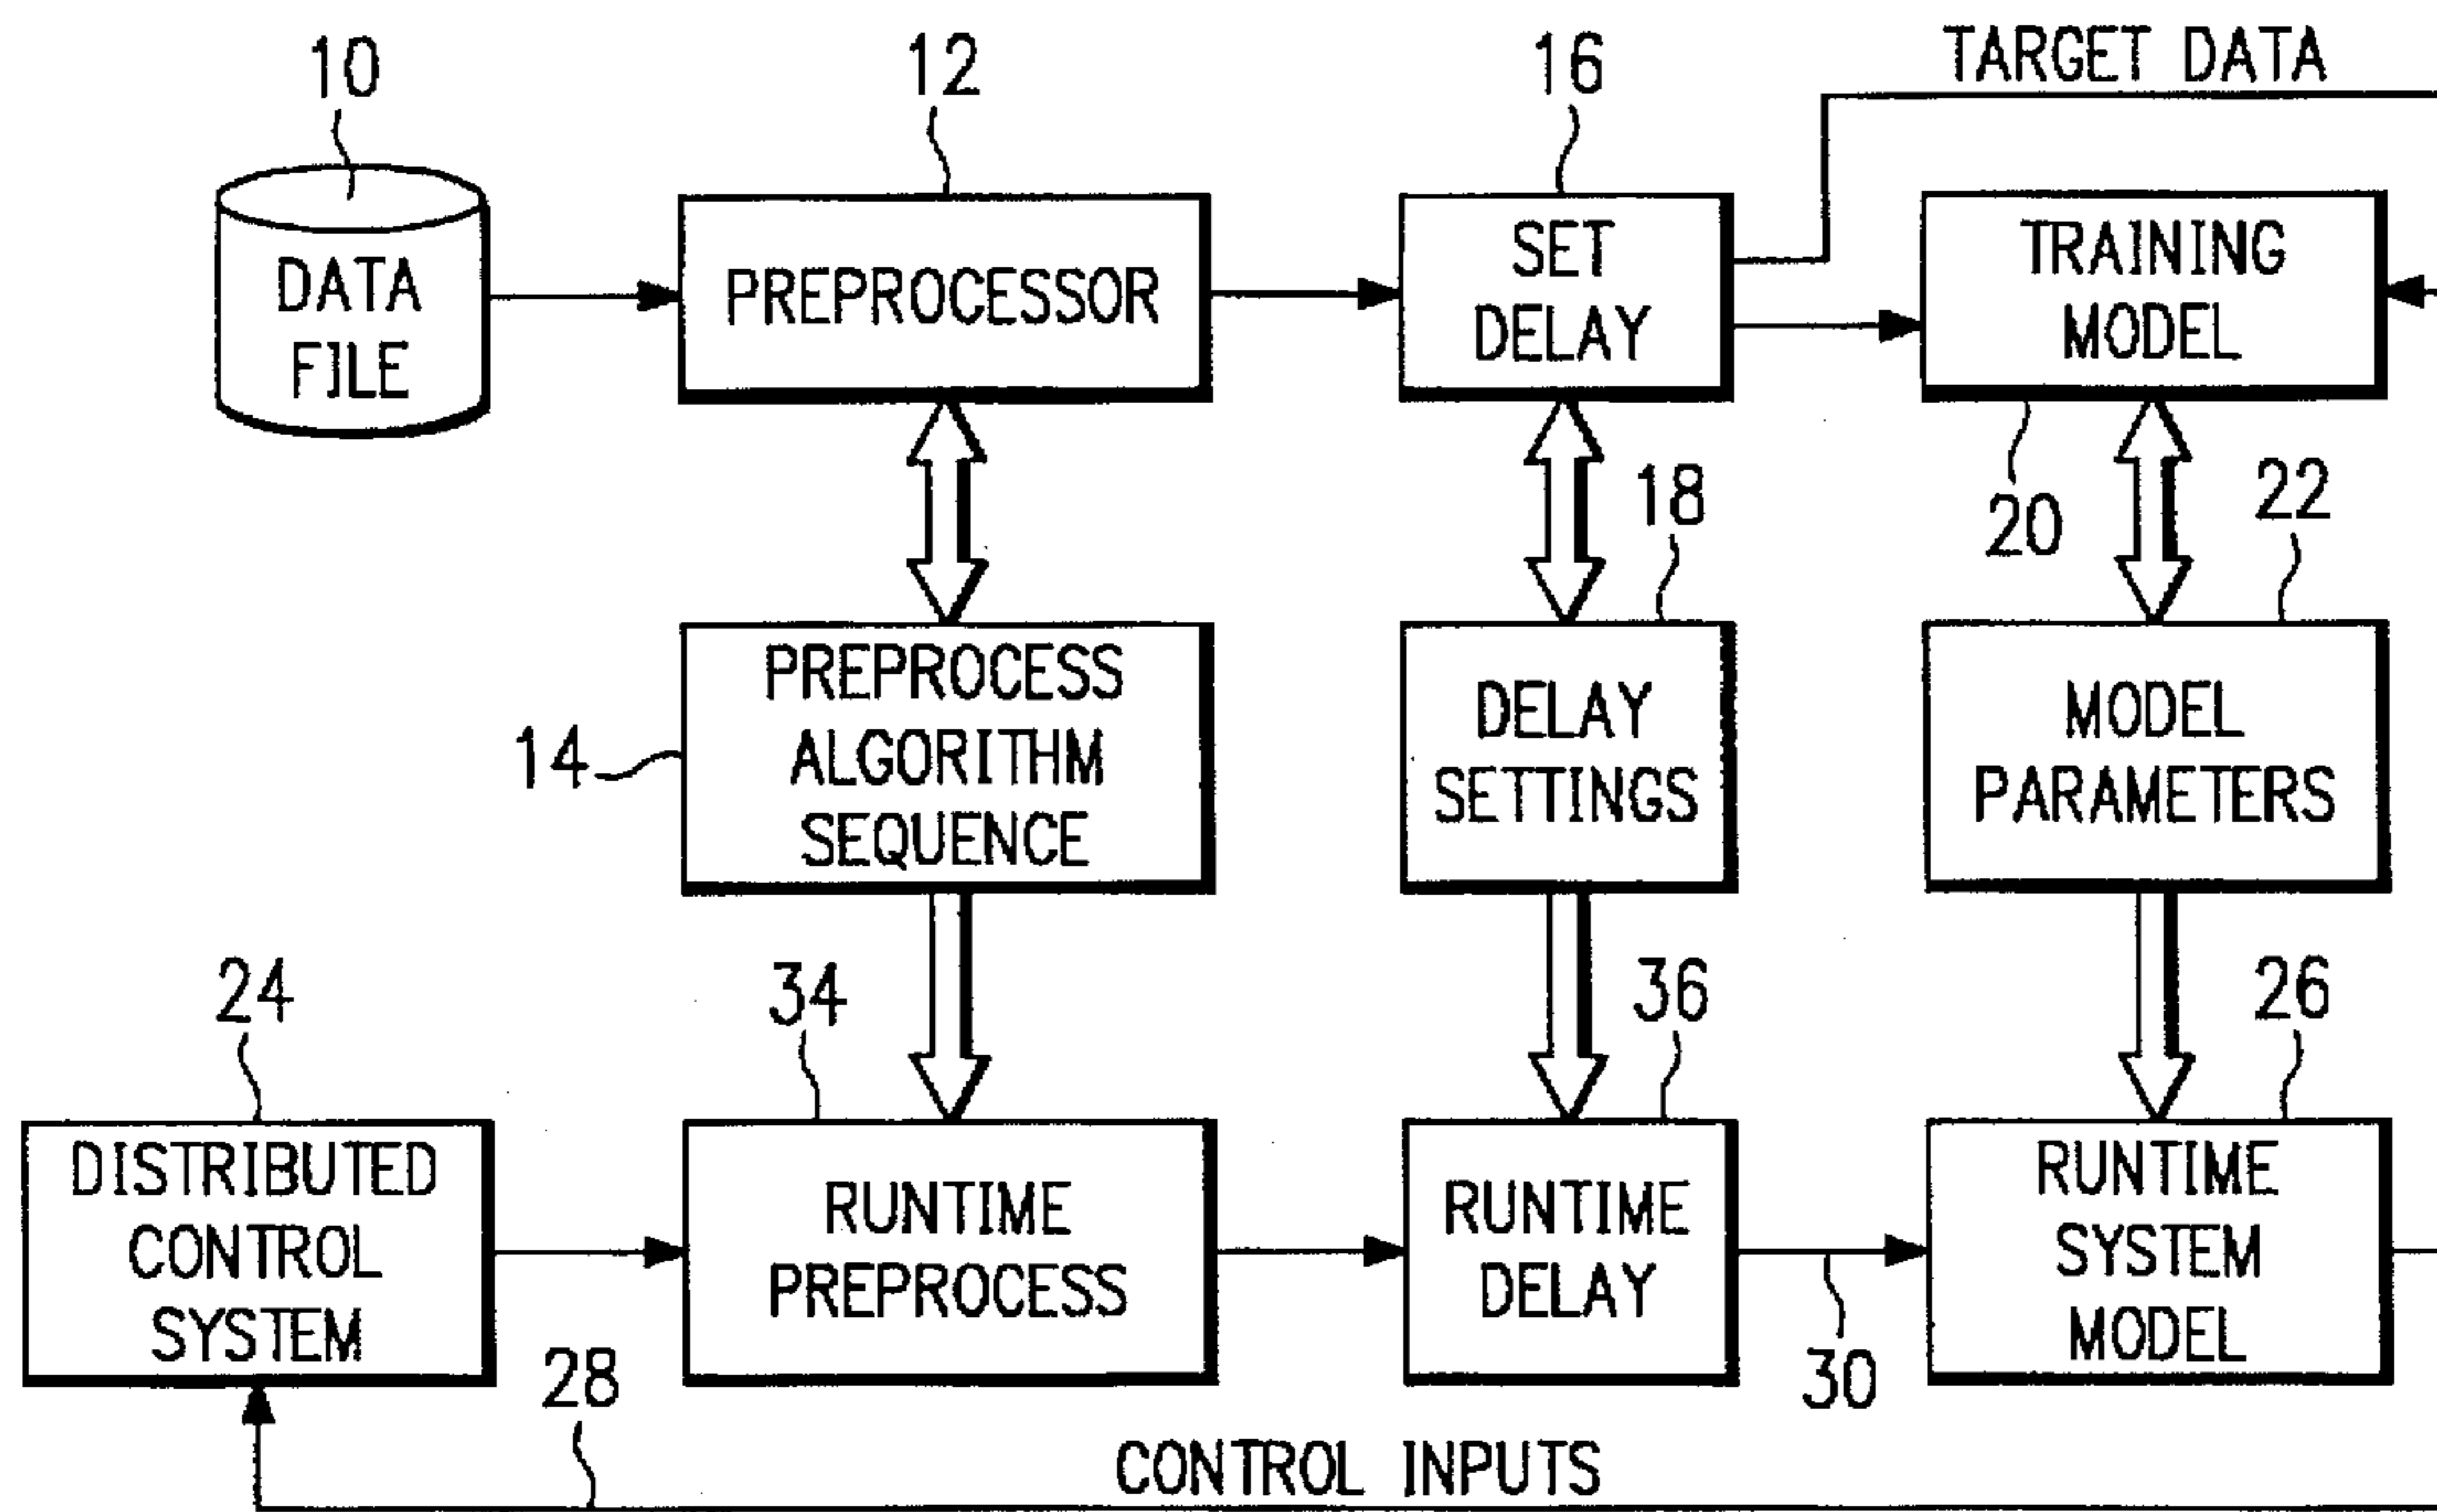 10
12
16
TARGET DATA
DATA
FILE
PREPROCESSOR
SET
DELAY
TRAINING
MODEL
18
20
22
14
PREPROCESS
ALGORITHM
SEQUENCE
DELAY
SETTINGS
MODEL
PARAMETERS
24
34
36
26
DISTRIBUTED
CONTROL
SYSTEM
RUNTIME
PREPROCESS
RUNTIME
DELAY
RUNTIME
SYSTEM
MODEL
28
30
CONTROL INPUTS